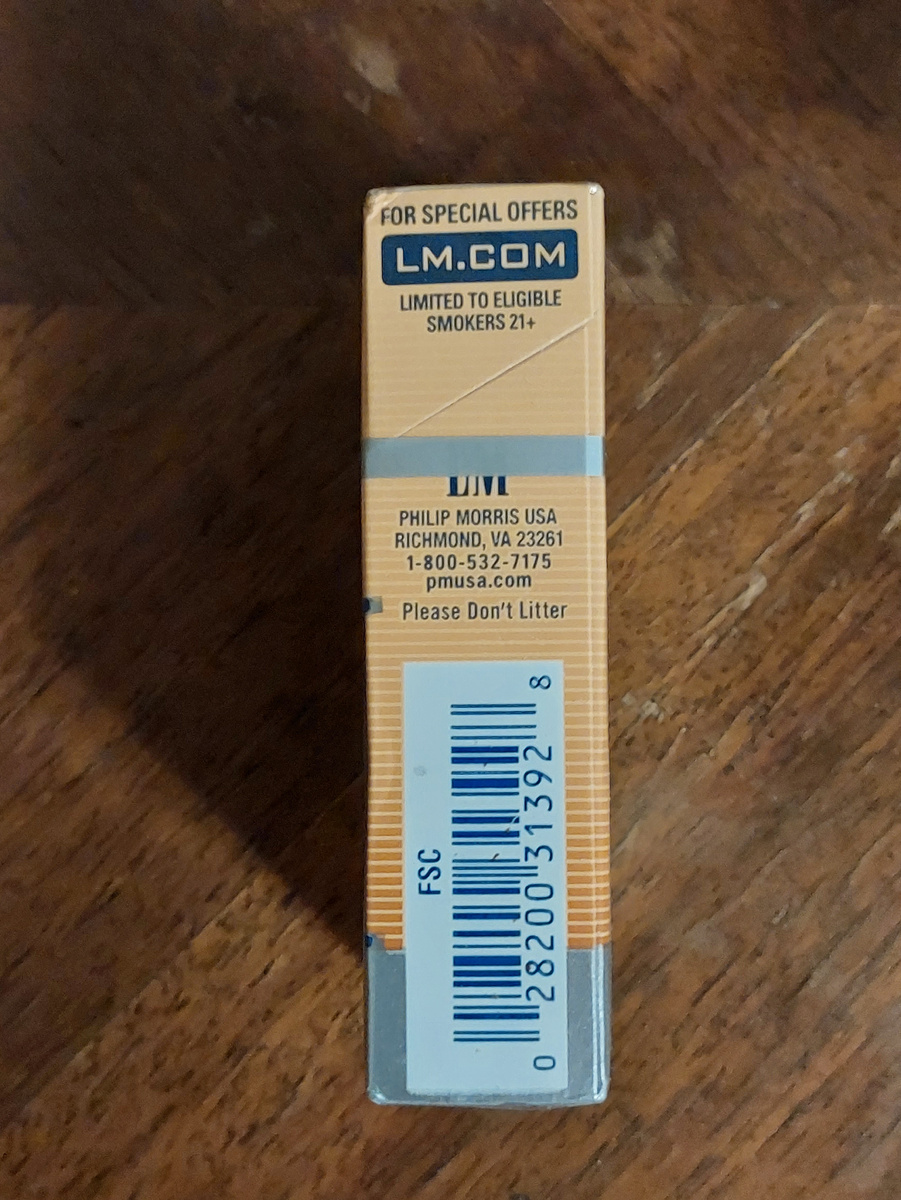 FOR SPECIAL OFFERS
LM.COM
LIMITED TO ELIGIBLE
SMOKERS 21+
LM
PHILIP MORRIS USA
RICHMOND, VA 23261
1-800-532-7175
pmusa.com
Please Don't Litter
FSC
0 28200 31392 8